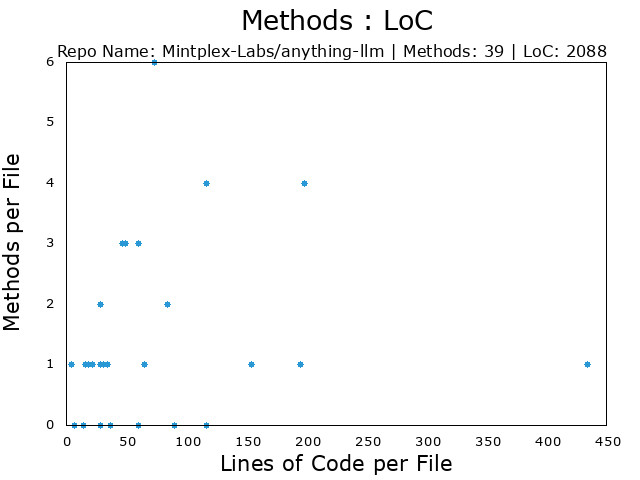 Methods : LoC
Repo Name: Mintplex-Labs/anything-llm | Methods: 39 | LoC: 2088
6
5
4
3
2
1
0
Methods per File
0 50 100 150 200 250 300 350 400 450
Lines of Code per File